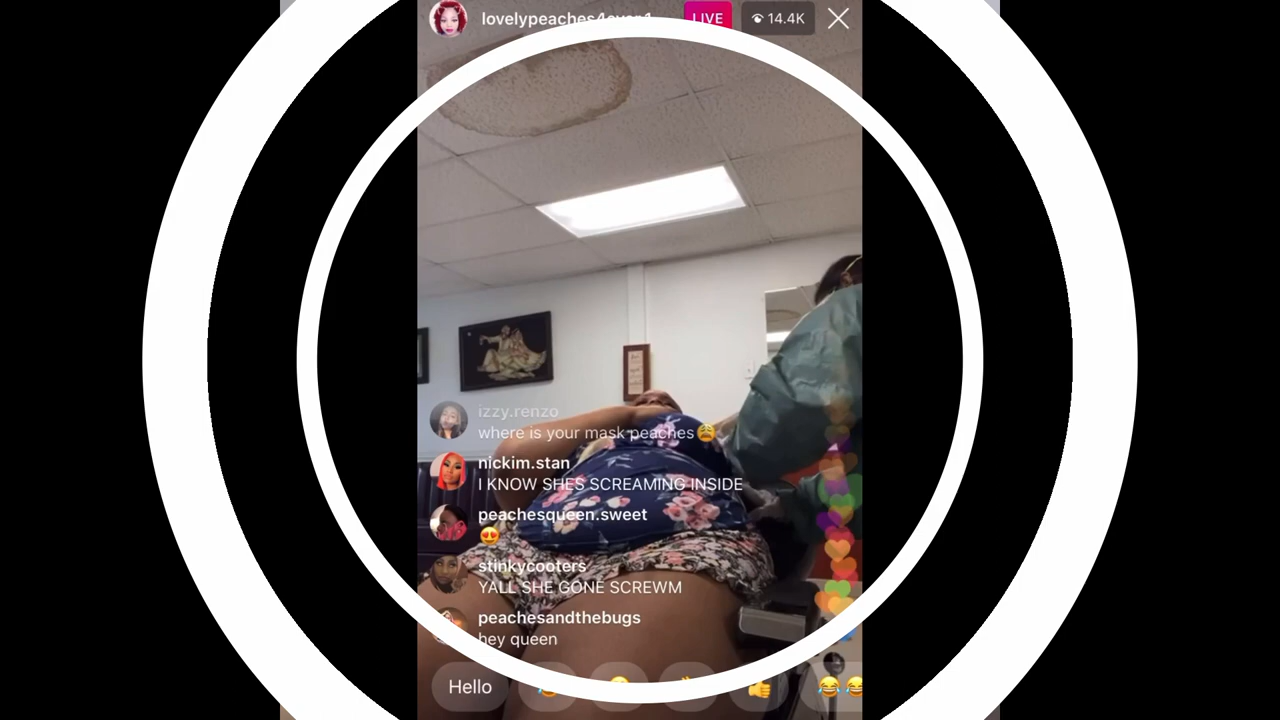 lovelypeaches4ever1 LIVE 14.4K
izzy.renzo
where is your mask peaches😩
nickim.stan
I KNOW SHES SCREAMING INSIDE
peachesqueen.sweet
😍
stinkycooters
YALL SHE GONE SCREWM
peachesandthebugs
hey queen
Hello